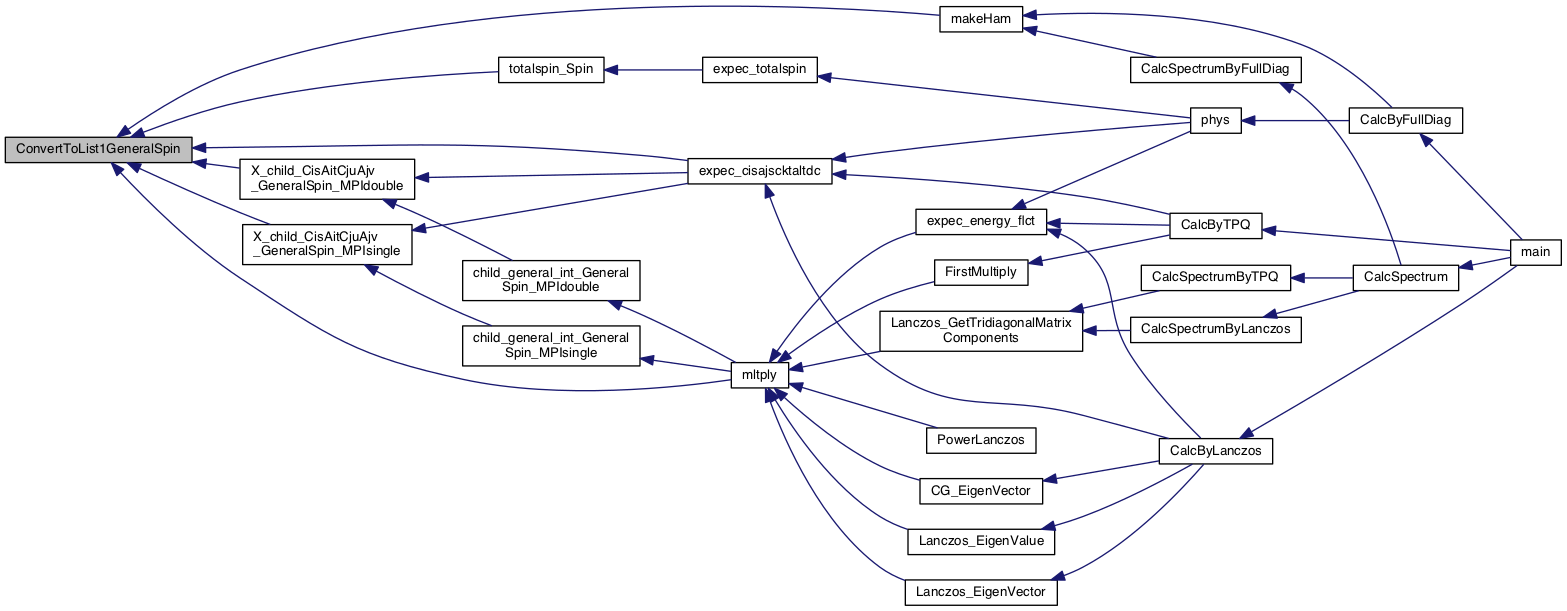 makeHam
totalspin_Spin
expec_totalspin
CalcSpectrumByFullDiag
phys
CalcByFullDiag
ConvertToList1GeneralSpin
X_child_CisAitCjuAjv
_GeneralSpin_MPIdouble
expec_cisajscktaltdc
X_child_CisAitCjuAjv
_GeneralSpin_MPIsingle
expec_energy_flct
CalcByTPQ
main
child_general_int_General
Spin_MPIdouble
FirstMultiply
CalcSpectrumByTPQ
CalcSpectrum
Lanczos_GetTridiagonalMatrix
Components
CalcSpectrumByLanczos
child_general_int_General
Spin_MPIsingle
mltply
PowerLanczos
CalcByLanczos
CG_EigenVector
Lanczos_EigenValue
Lanczos_EigenVector